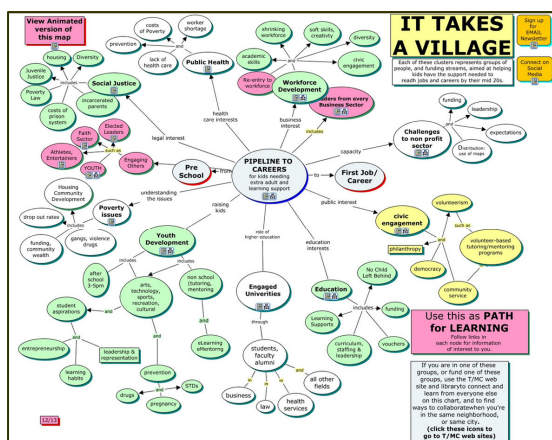 View Animated
version of
this map
costs
of Poverty
worker
shortage
prevention
and
lack of
health care
Public Health
shrinking
workforce
soft skills,
creativity
diversity
academic
skills
and
civic
engagement
Re-entry to
workforce
Workforce
Development
Leaders from every
Business Sector
IT TAKES
A VILLAGE
Each of these clusters represents groups
of people, and funding streams, aimed at helping
kids have the support needed to
readh jobs and careers by their mid 20s.
Sign up
for
EMAIL
Newsletter
Connect on
Social
Media
housing
Diversity
Juvenile
Justice
Social Justice
and
Poverty
Law
incarcerated
parents
costs of
prison
system
legal interest
health
care interests
business
interest
includes
funding
leadership
Challenges
to non profit
sector
and
expectations
Distribution:
use of maps
capacity
Faith
Sector
Elected
Leaders
such as
Athletes,
Entertainers
YOUTH
Engaging
Others
Pre
School
from
PIPELINE TO
CAREERS
for kids needing
extra adult and
learning support
to
First Job/
Career
Housing
Community
Development
understanding
the issues
drop out rates
Poverty
issues
includes
funding,
community
wealth
gangs, violence
drugs
raising
kids
role of
higher education
education
interests
public interest
civic
engagement
volunteerism
philanthropy
such as
volunteer-based
tutoring/mentoring
programs
democracy
community
service
Youth
Development
includes
includes
after
school
3-5pm
arts,
technology,
sports,
recreation,
cultural
non school
(tutoring,
mentoring
student
aspirations
and
and
and
eLearning
eMentoring
entrepreneurship
leadership &
representation
learning
habits
prevention
and
drugs
STDs
pregnancy
Engaged
Univerities
through
students,
faculty
alumni
in
in
in
and
business
law
health
services
all other
fields
Education
No Child
Left Behind
Learning
Supports
includes
funding
curriculum,
staffing &
leadership
vouchers
Use this as PATH
for LEARNING
Follow links in
each node for information
of interest to you.
If you are in one of these
groups, or fund one of these
groups, use the T/MC web
site and libraryto connect and
learn from everyone else
on this chart, and to find
ways to collaboratewhen you're
in the same neighborhood,
or same city.
(click these icons to
go to T/MC web sites)
12/13